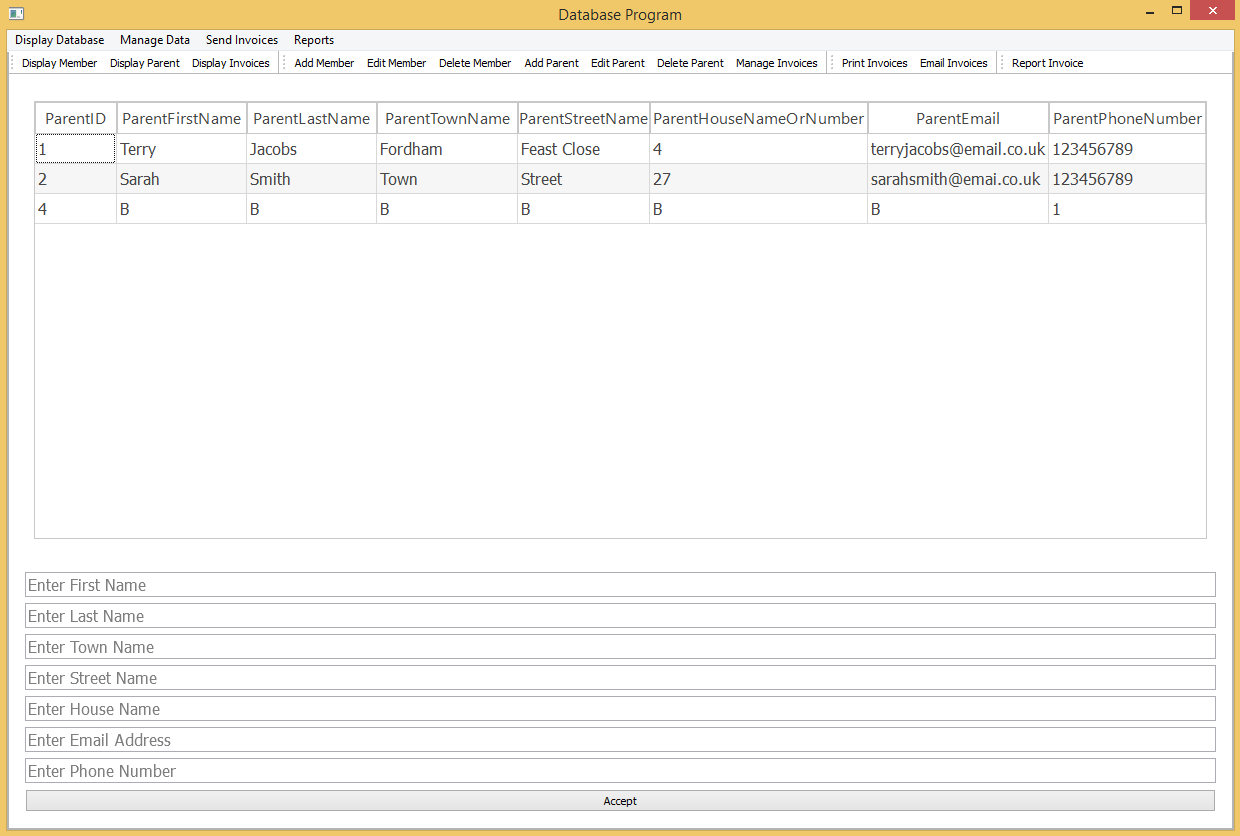 Database Program
Display Database Manage Data Send Invoices Reports
Display Member Display Parent Display Invoices Add Member Edit Member Delete Member Add Parent Edit Parent Delete Parent Manage Invoices Print Invoices Email Invoices Report Invoice
ParentID ParentFirstName ParentLastName ParentTownName ParentStreetName ParentHouseNameOrNumber ParentEmail ParentPhoneNumber
1 Terry Jacobs Fordham Feast Close 4 terryjacobs@email.co.uk 123456789
2 Sarah Smith Town Street 27 sarahsmith@emai.co.uk 123456789
4 B B B B B B 1
Enter First Name
Enter Last Name
Enter Town Name
Enter Street Name
Enter House Name
Enter Email Address
Enter Phone Number
Accept